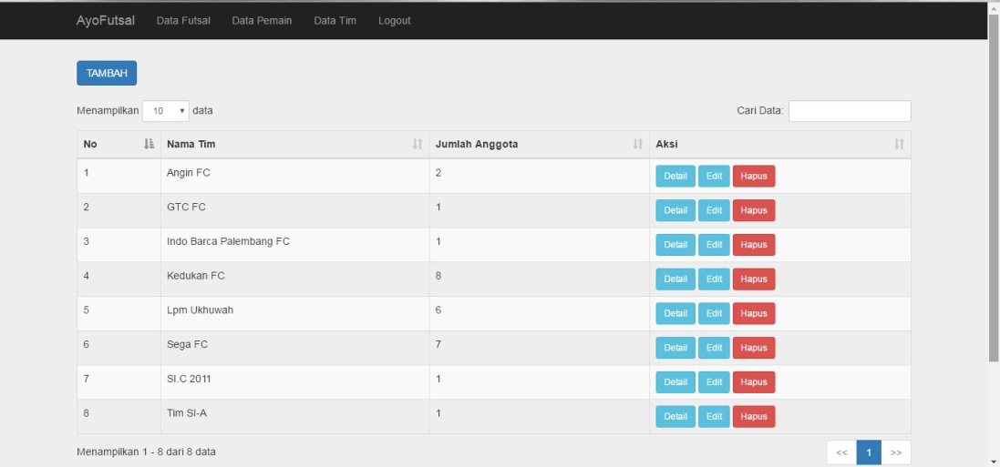 AyoFutsal Data Futsal Data Pemain Data Tim Logout
TAMBAH
Menampilkan 10 data Cari Data:
No Nama Tim Jumlah Anggota Aksi
1 Angin FC 2 Detail Edit Hapus
2 GTC FC 1 Detail Edit Hapus
3 Indo Barca Palembang FC 1 Detail Edit Hapus
4 Kedukan FC 8 Detail Edit Hapus
5 Lpm Ukhuwah 6 Detail Edit Hapus
6 Sega FC 7 Detail Edit Hapus
7 SI.C 2011 1 Detail Edit Hapus
8 Tim SI-A 1 Detail Edit Hapus
Menampilkan 1 - 8 dari 8 data << 1 >>